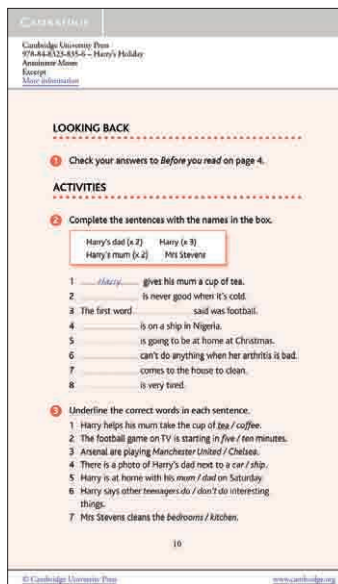 CAMBRIDGE
Cambridge University Press
978-84-8323-835-6 – Harry's Holiday
Antoinette Moses
Excerpt
More information
LOOKING BACK
1 Check your answers to Before you read on page 4.
ACTIVITIES
2 Complete the sentences with the names in the box.
Harry's dad (x 2) Harry (x 3)
Harry's mum (x 2) Mrs Stevens
1 Harry gives his mum a cup of tea.
2 is never good when it's cold.
3 The first word said was football.
4 is on a ship in Nigeria.
5 is going to be at home at Christmas.
6 can't do anything when her arthritis is bad.
7 comes to the house to clean.
8 is very tired.
3 Underline the correct words in each sentence.
1 Harry helps his mum take the cup of tea / coffee.
2 The football game on TV is starting in five / ten minutes.
3 Arsenal are playing Manchester United / Chelsea.
4 There is a photo of Harry's dad next to a car / ship.
5 Harry is at home with his mum / dad on Saturday.
6 Harry says other teenagers do / don't do interesting
things.
7 Mrs Stevens cleans the bedrooms / kitchen.
10
© Cambridge University Press www.cambridge.org